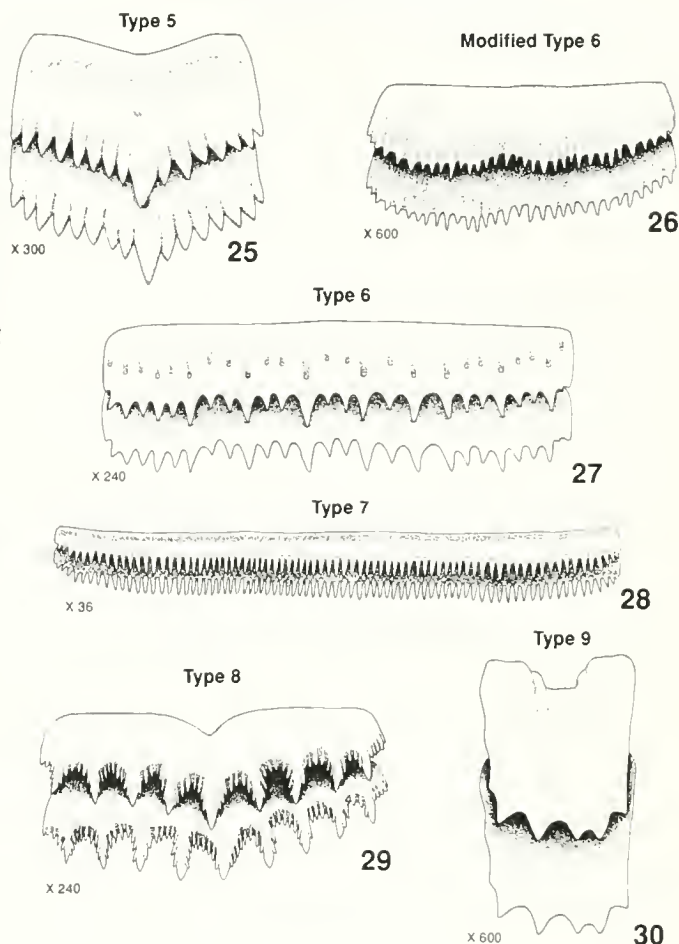 Type 5
Modified Type 6
X 300
25
X 600
26
Type 6
X 240
27
Type 7
X 36
28
Type 8
Type 9
X 240
29
X 600
30